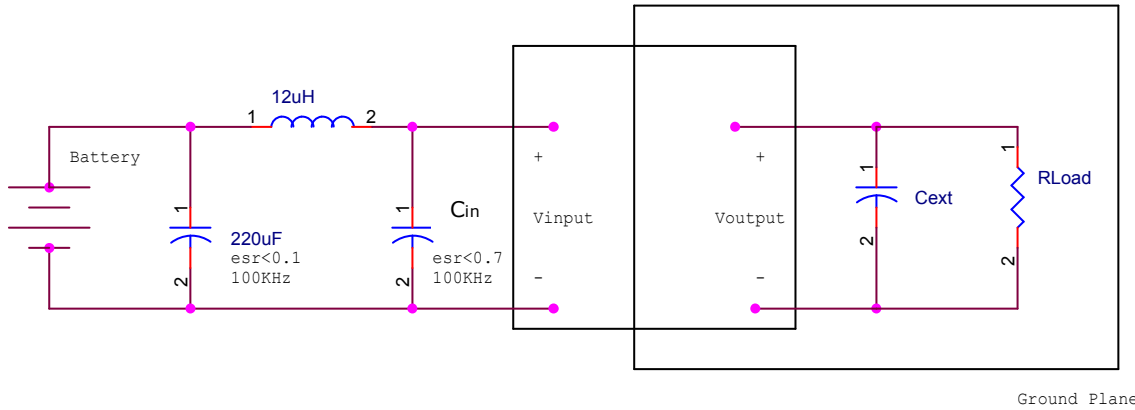 12uH
1
2
Battery
+
+
1
1
RLoad
1
1
Cin
Cext
Vinput
Voutput
220uF
esr<0.1
100KHz
esr<0.7
100KHz
2
2
2
2
-
-
Ground Plane